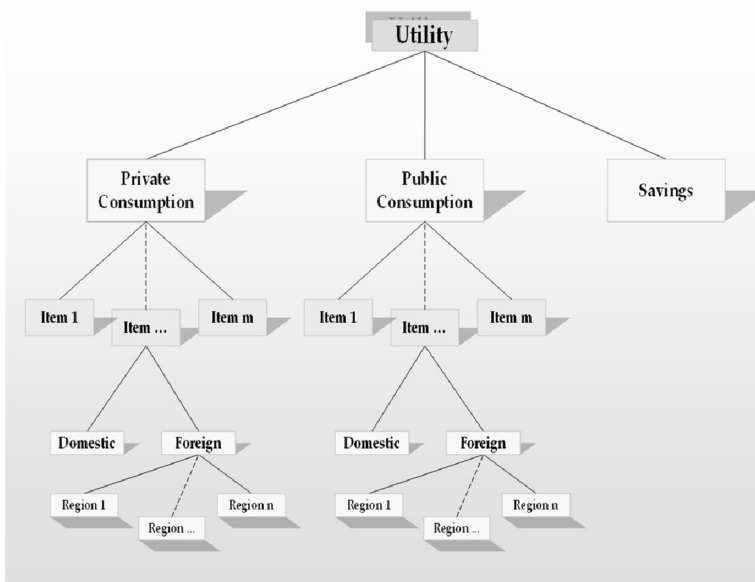 Utility
Private
Consumption
Public
Consumption
Savings
Item 1
Item ...
Item m
Item 1
Item ...
Item m
Domestic
Foreign
Domestic
Foreign
Region 1
Region ...
Region n
Region 1
Region ...
Region n